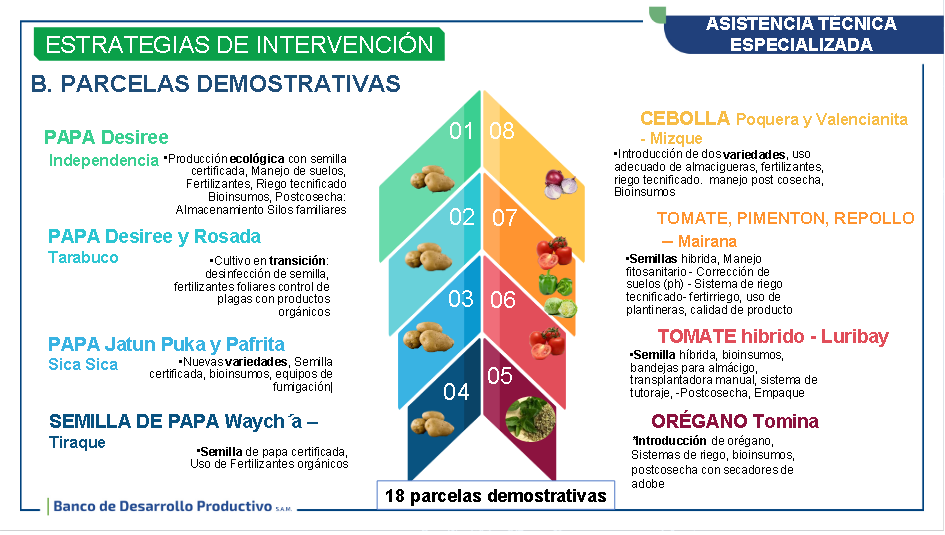 ASISTENCIA TÉCNICA
ESPECIALIZADA
ESTRATEGIAS DE INTERVENCIÓN
B. PARCELAS DEMOSTRATIVAS
PAPA Desiree
Independencia •Producción ecológica con semilla
certificada, Manejo de suelos,
Fertilizantes, Riego tecnificado
Bioinsumos, Postcosecha:
Almacenamiento Silos familiares
PAPA Desiree y Rosada
Tarabuco
•Cultivo en transición:
desinfección de semilla,
fertilizantes foliares control de
plagas con productos
orgánicos
PAPA Jatun Puka y Pafrita
Sica Sica
•Nuevas variedades, Semilla
certificada, bioinsumos, equipos de
fumigación|
SEMILLA DE PAPA Waych´a –
Tiraque
•Semilla de papa certificada,
Uso de Fertilizantes orgánicos
01 08
02 07
03 06
04 05
CEBOLLA Poquera y Valencianita
- Mizque
•Introducción de dos variedades, uso
adecuado de almacigueras, fertilizantes,
riego tecnificado. manejo post cosecha,
Bioinsumos
TOMATE, PIMENTON, REPOLLO
– Mairana
•Semillas hibrida, Manejo
fitosanitario - Corrección de
suelos (ph) - Sistema de riego
tecnificado- fertirriego, uso de
plantineras, calidad de producto
TOMATE hibrido - Luribay
•Semilla híbrida, bioinsumos,
bandejas para almácigo,
transplantadora manual, sistema de
tutoraje, -Postcosecha, Empaque
ORÉGANO Tomina
•Introducción de orégano,
Sistemas de riego, bioinsumos,
postcosecha con secadores de
adobe
18 parcelas demostrativas
Banco de Desarrollo Productivo S.A.M.